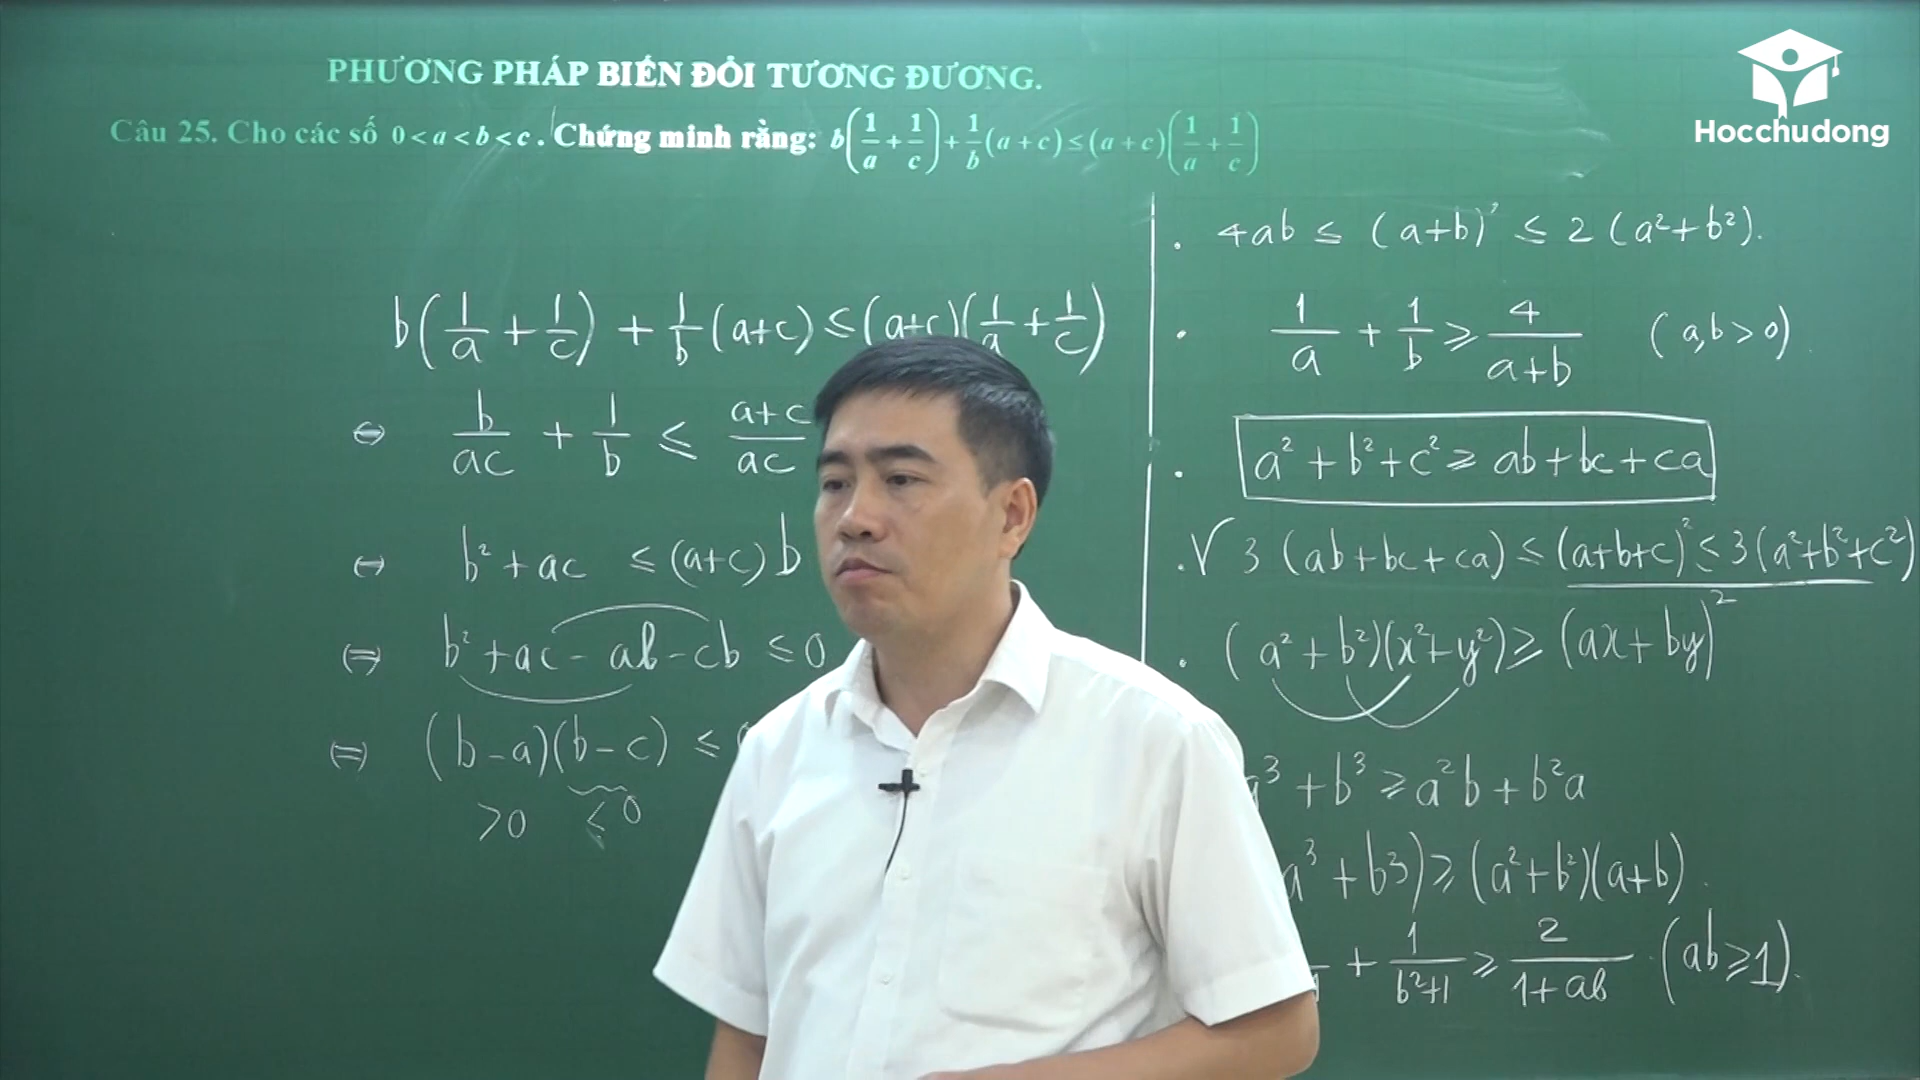 Hocchudong
PHƯƠNG PHÁP BIẾN ĐỔI TƯƠNG ĐƯƠNG.
Câu 25. Cho các số 0 < a < b < c. Chứng minh rằng: b(1/a + 1/c) + 1/b (a + c) ≤ (a + c)(1/a + 1/c)
b(1/a + 1/c) + 1/b (a+c) ≤ (a+c)(1/a + 1/c)
⇔ b/ac + 1/b ≤ a+c/ac
⇔ b² + ac ≤ (a+c) b
⇔ b² + ac - ab - cb ≤ 0
⇔ (b - a)(b - c) ≤
>0 ≤0
. 4ab ≤ (a+b)² ≤ 2 (a² + b²).
. 1/a + 1/b ≥ 4/a+b (a,b > 0)
. a² + b² + c² ≥ ab + bc + ca
. √ 3 (ab + bc + ca) ≤ (a+b+c)² ≤ 3(a²+b²+c²)
. (a² + b²)(x² + y²) ≥ (ax + by)²
a³ + b³ ≥ a²b + b²a
a³ + b³) ≥ (a² + b²)(a+b).
+ 1/b²+1 ≥ 2/1+ab (ab ≥ 1).